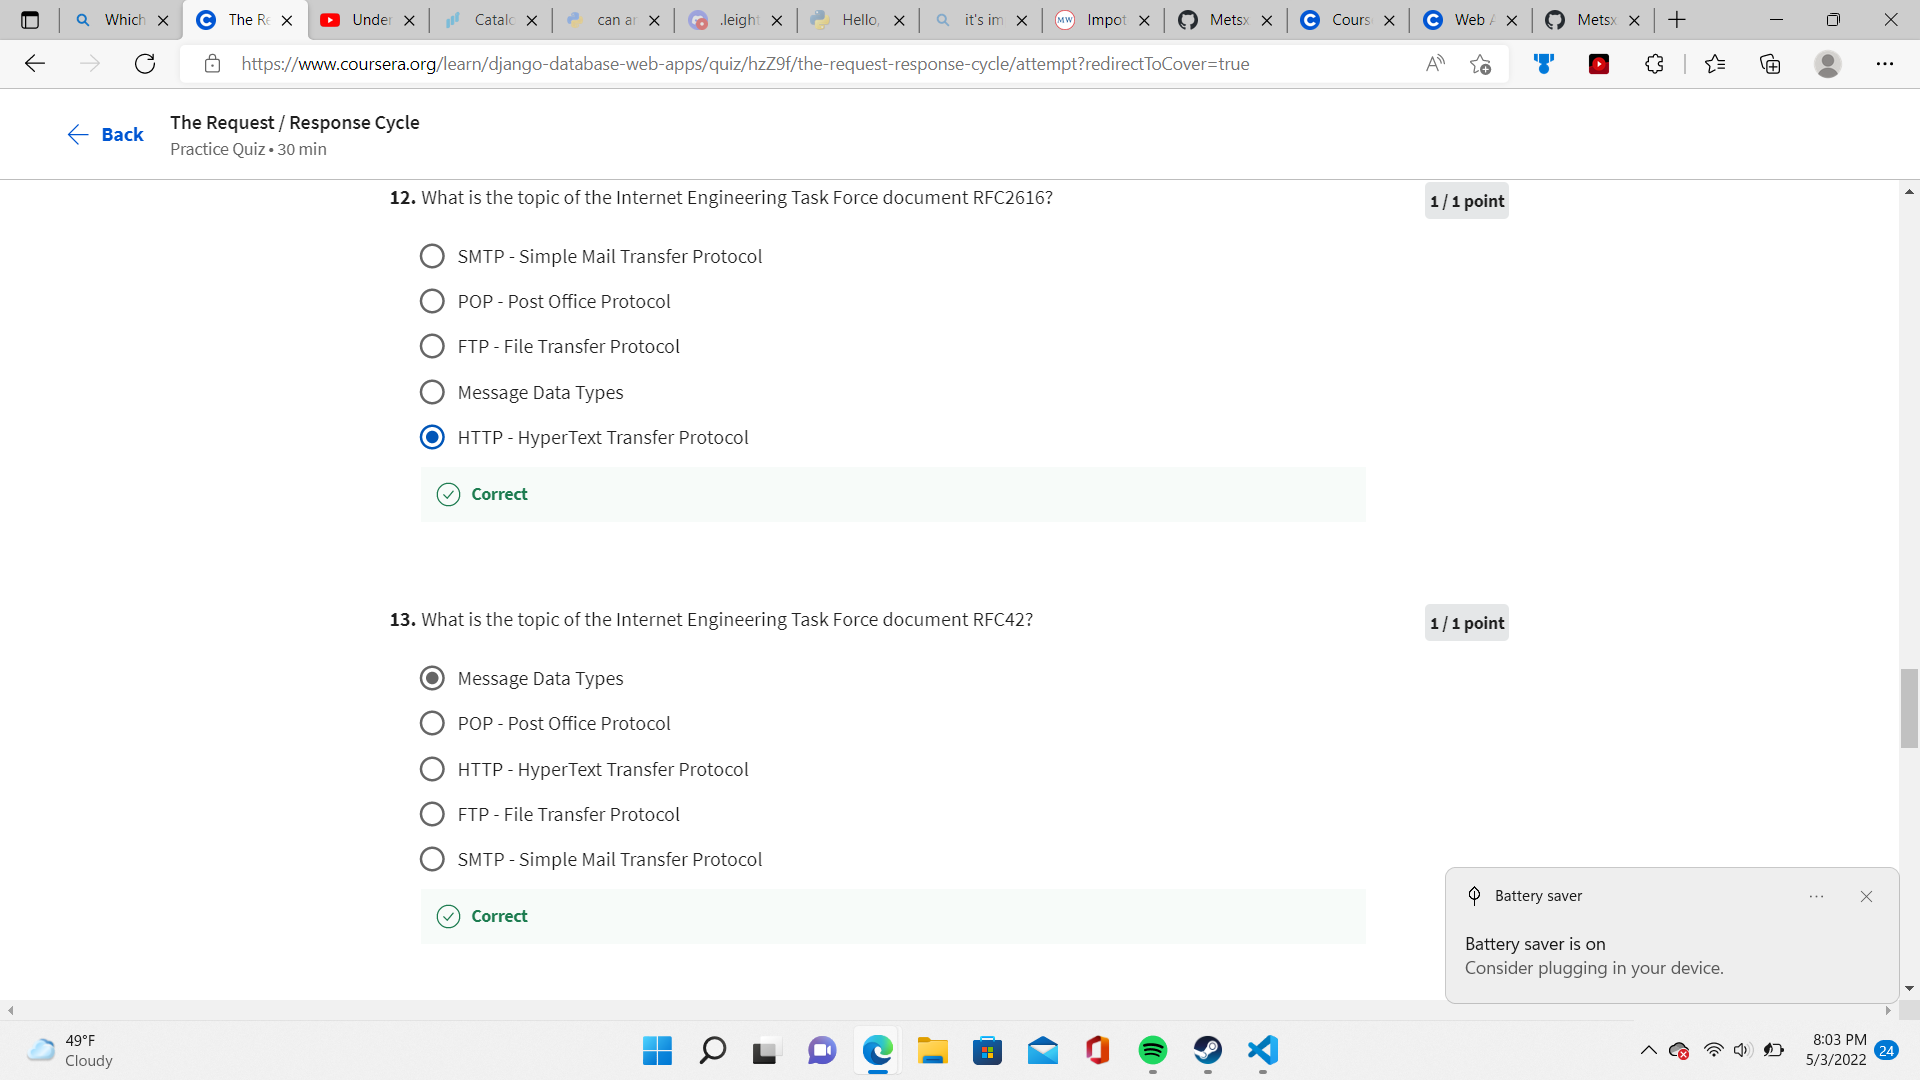 Which
The Re
Under
Catalo
can ar
.leight
Hello,
it's im
MW
Impot
Metsx
Cours
Web A
Metsx
https://www.coursera.org/learn/django-database-web-apps/quiz/hzZ9f/the-request-response-cycle/attempt?redirectToCover=true
Back
The Request / Response Cycle
Practice Quiz • 30 min
12. What is the topic of the Internet Engineering Task Force document RFC2616?
1 / 1 point
SMTP - Simple Mail Transfer Protocol
POP - Post Office Protocol
FTP - File Transfer Protocol
Message Data Types
HTTP - HyperText Transfer Protocol
Correct
13. What is the topic of the Internet Engineering Task Force document RFC42?
1 / 1 point
Message Data Types
POP - Post Office Protocol
HTTP - HyperText Transfer Protocol
FTP - File Transfer Protocol
SMTP - Simple Mail Transfer Protocol
Correct
Battery saver
Battery saver is on
Consider plugging in your device.
49°F
Cloudy
8:03 PM
5/3/2022
24